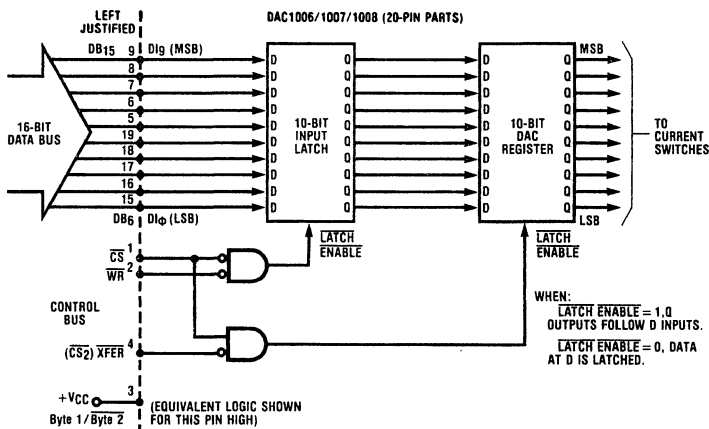 LEFT
JUSTIFIED
DAC1006/1007/1008 (20-PIN PARTS)
DB15 9 DI9 (MSB)
8
7
6
5
19
18
17
16
15
DB6 DIΦ (LSB)
16-BIT
DATA BUS
D Q
D Q
D Q
D Q
D Q
D Q
D Q
D Q
D Q
D Q
10-BIT
INPUT
LATCH
D Q
D Q
D Q
D Q
D Q
D Q
D Q
D Q
D Q
D Q
10-BIT
DAC
REGISTER
MSB
LSB
TO
CURRENT
SWITCHES
LATCH
ENABLE
LATCH
ENABLE
CS 1
WR 2
CONTROL
BUS
(CS2) XFER 4
+VCC 3
Byte 1/Byte 2
(EQUIVALENT LOGIC SHOWN
FOR THIS PIN HIGH)
WHEN:
LATCH ENABLE = 1, Q
OUTPUTS FOLLOW D INPUTS.
LATCH ENABLE = 0, DATA
AT D IS LATCHED.